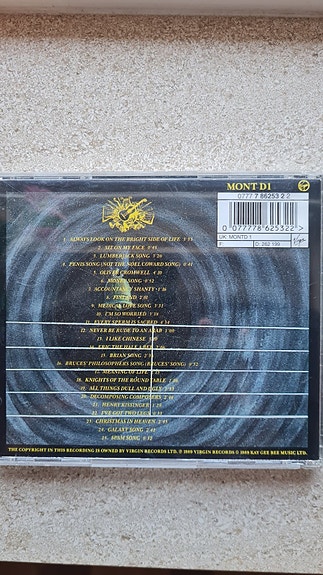 MONT D1
0777 7 86253 2 2
0 077778 625322 >
UK: MONTD 1
F:
D: 262 199
Virgin
1. ALWAYS LOOK ON THE BRIGHT SIDE OF LIFE
2. SIT ON MY FACE
3. LUMBERJACK SONG
4. PENIS SONG (NOT THE NOEL COWARD SONG)
5. OLIVER CROMWELL
6. MONEY SONG
7. ACCOUNTANCY SHANTY
8. FINLAND
9. MEDICAL LOVE SONG
10. I'M SO WORRIED
11. EVERY SPERM IS SACRED
12. NEVER BE RUDE TO AN ARAB
13. I LIKE CHINESE
14. ERIC THE HALF A BEE
15. BRIAN SONG
16. BRUCES' PHILOSOPHERS SONG (BRUCES' SONG)
17. MEANING OF LIFE
18. KNIGHTS OF THE ROUND TABLE
19. ALL THINGS DULL AND UGLY
20. DECOMPOSING COMPOSERS
21. HENRY KISSINGER
22. I'VE GOT TWO LEGS
23. CHRISTMAS IN HEAVEN
24. GALAXY SONG
25. SPAM SONG
THE COPYRIGHT IN THIS RECORDING IS OWNED BY VIRGIN RECORDS LTD. ℗ 1989 VIRGIN RECORDS © 1989 KAY GEE BEE MUSIC LTD.